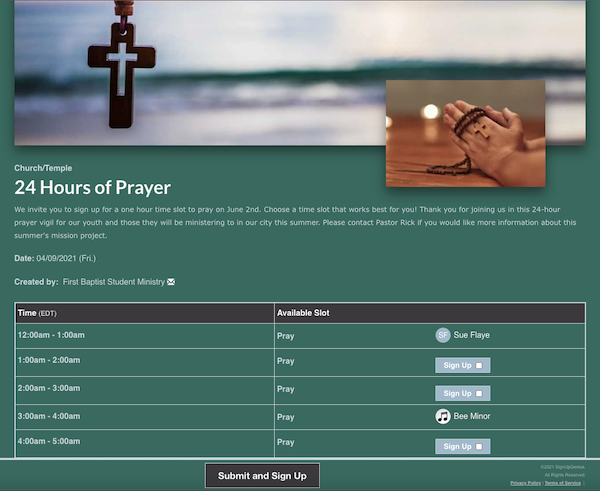 Church/Temple
24 Hours of Prayer
We invite you to sign up for a one hour time slot to pray on June 2nd. Choose a time slot that works best for you! Thank you for joining us in this 24-hour
prayer vigil for our youth and those they will be ministering to in our city this summer. Please contact Pastor Rick if you would like more information about this
summer's mission project.
Date: 04/09/2021 (Fri.)
Created by: First Baptist Student Ministry
Time (EDT) Available Slot
12:00am - 1:00am Pray SF Sue Flaye
1:00am - 2:00am Pray Sign Up
2:00am - 3:00am Pray Sign Up
3:00am - 4:00am Pray Bee Minor
4:00am - 5:00am Pray Sign Up
Submit and Sign Up
©2021 SignUpGenius
All Rights Reserved
Privacy Policy | Terms of Service |